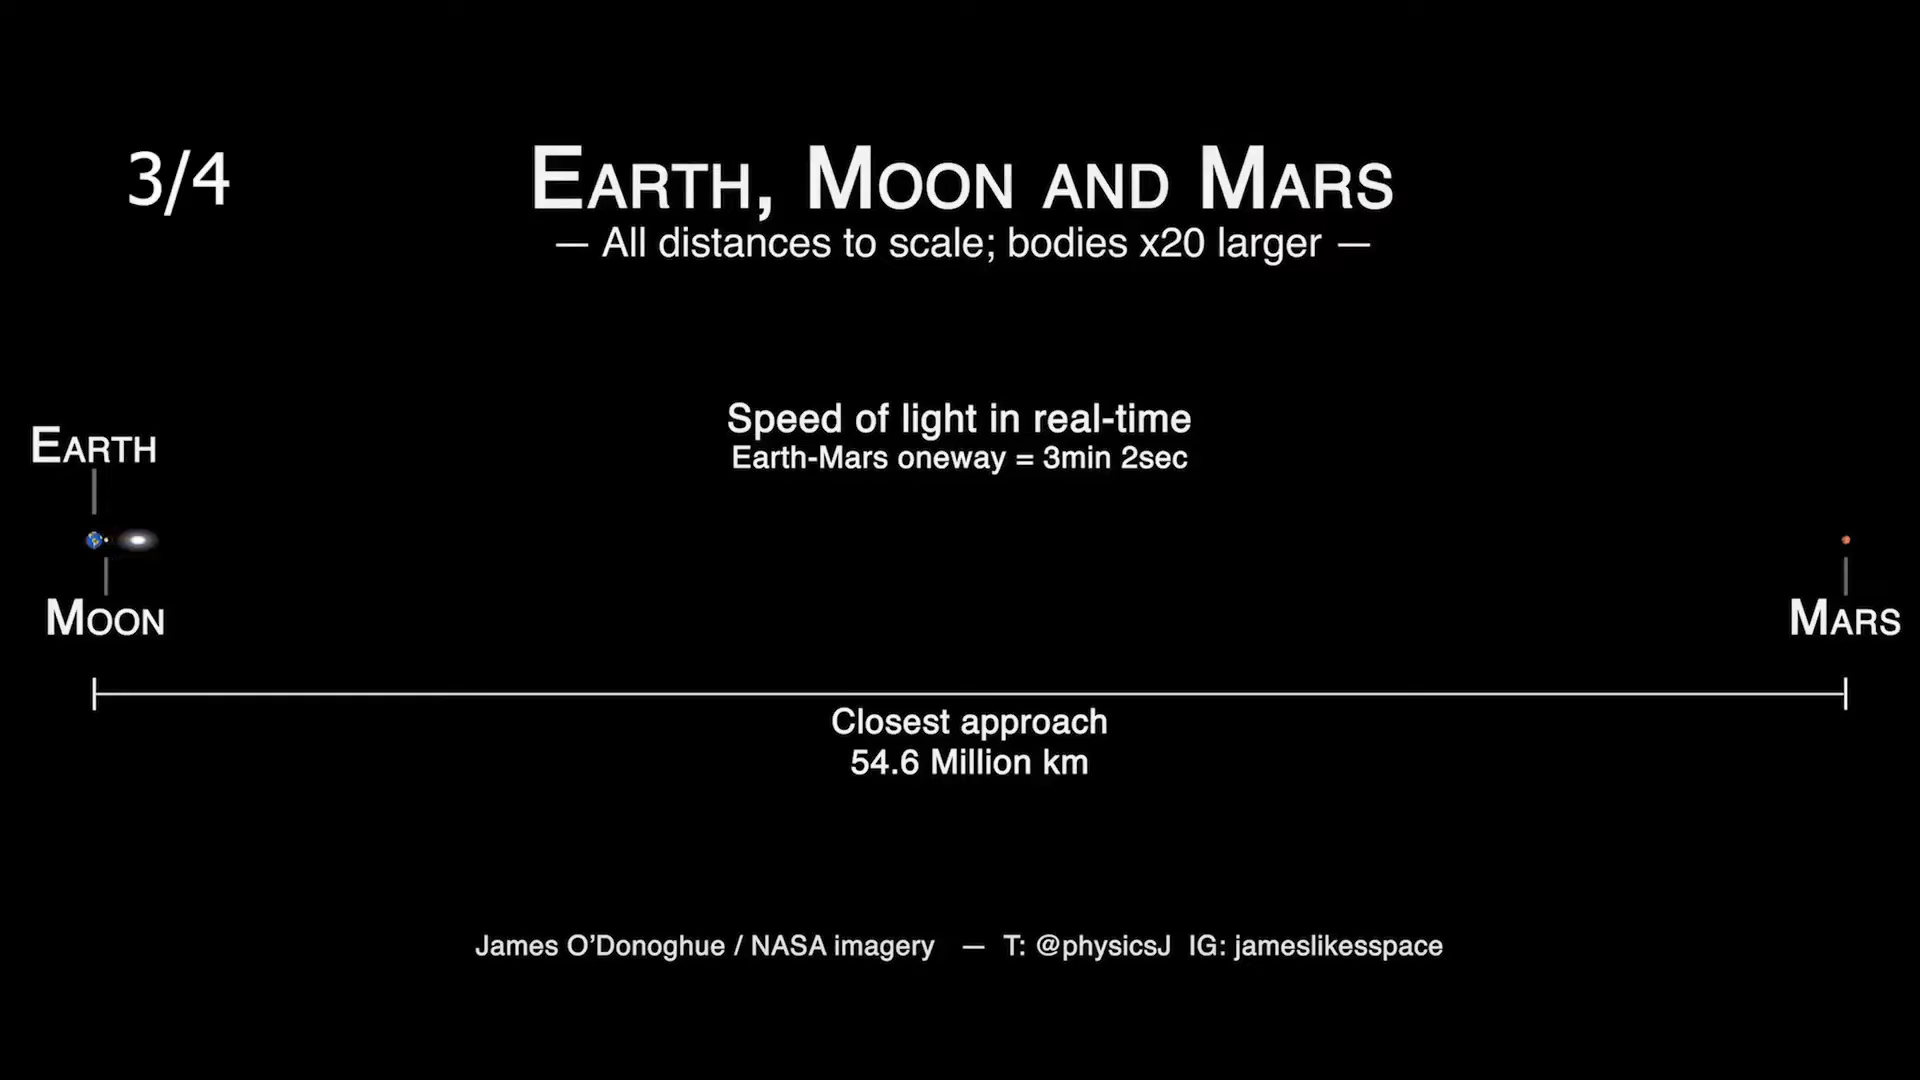 3/4
Earth, Moon and Mars
— All distances to scale; bodies x20 larger —
Speed of light in real-time
Earth-Mars oneway = 3min 2sec
Earth
Moon
Mars
Closest approach
54.6 Million km
James O’Donoghue / NASA imagery — T: @physicsJ IG: jameslikesspace